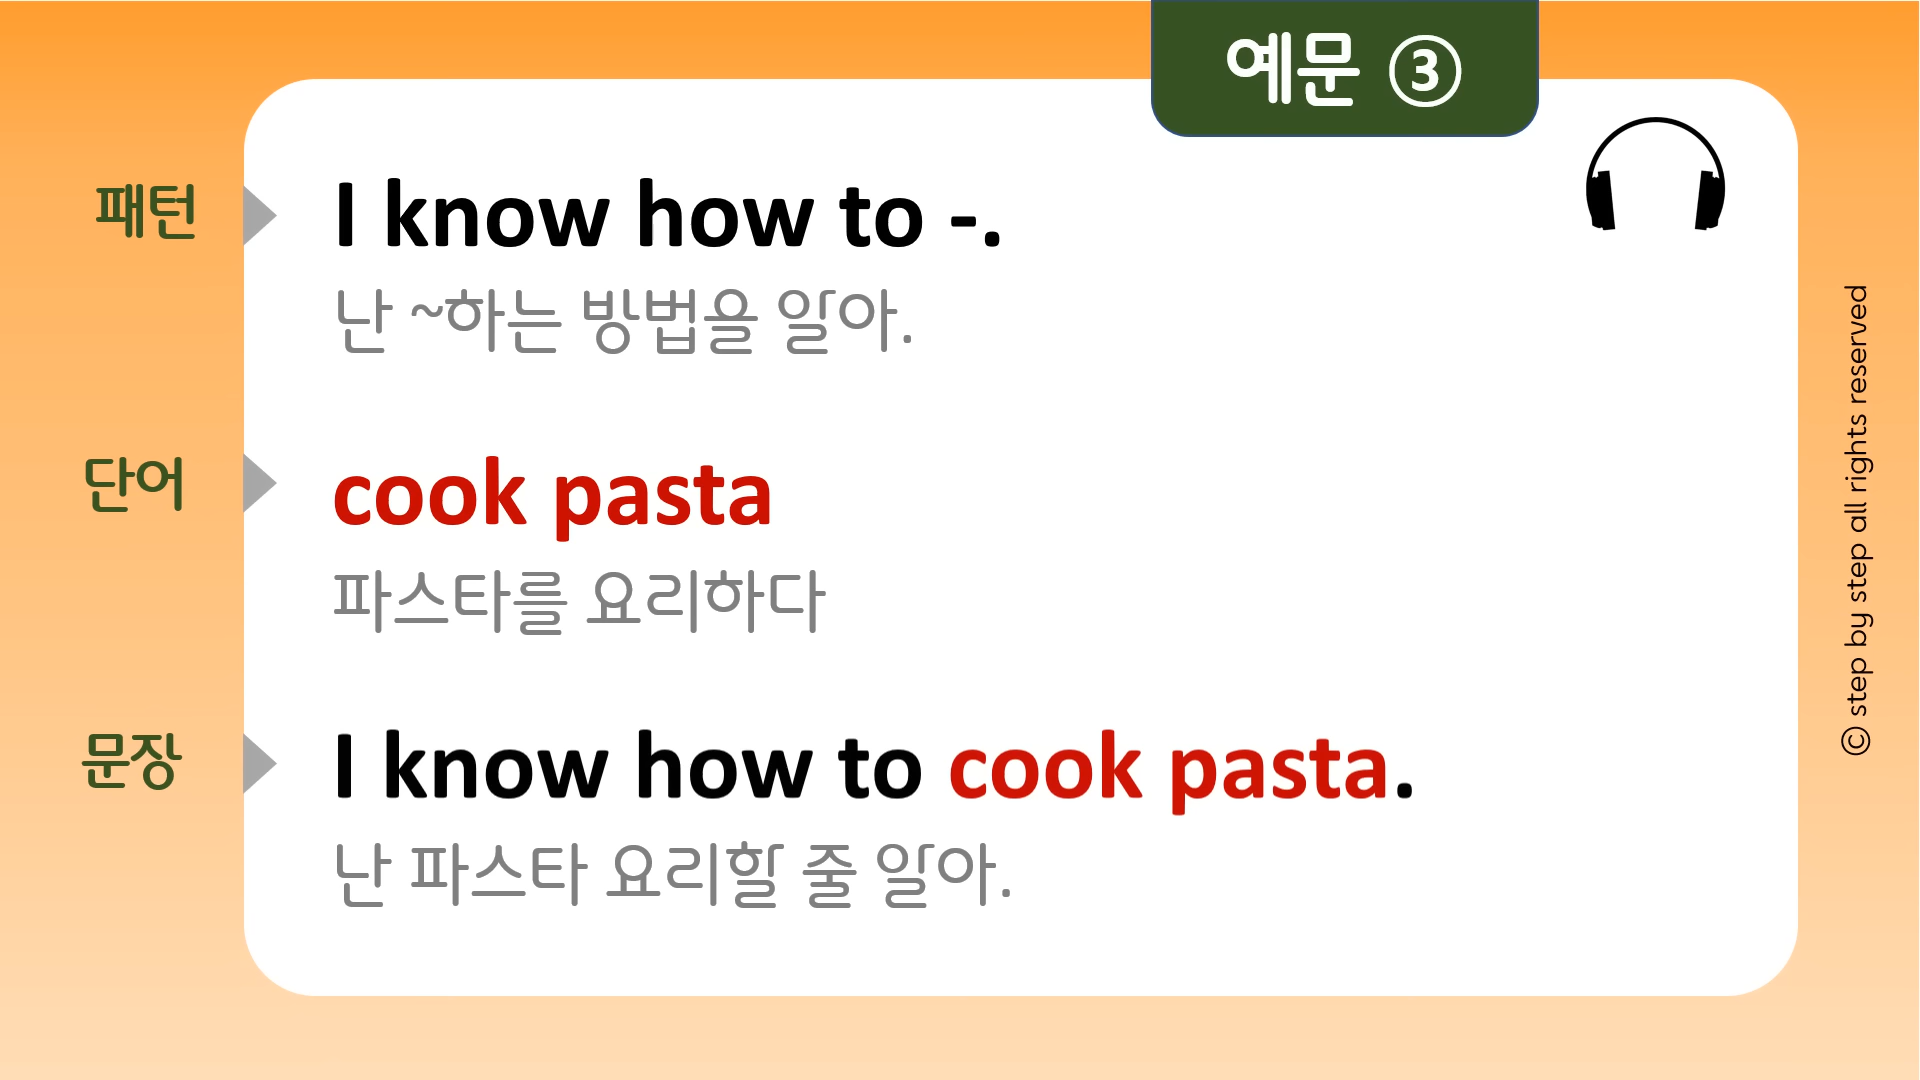 예문 ③
패턴
I know how to -.
난 ~하는 방법을 알아.
단어
cook pasta
파스타를 요리하다
문장
I know how to cook pasta.
난 파스타 요리할 줄 알아.
ⓒ step by step all rights reserved